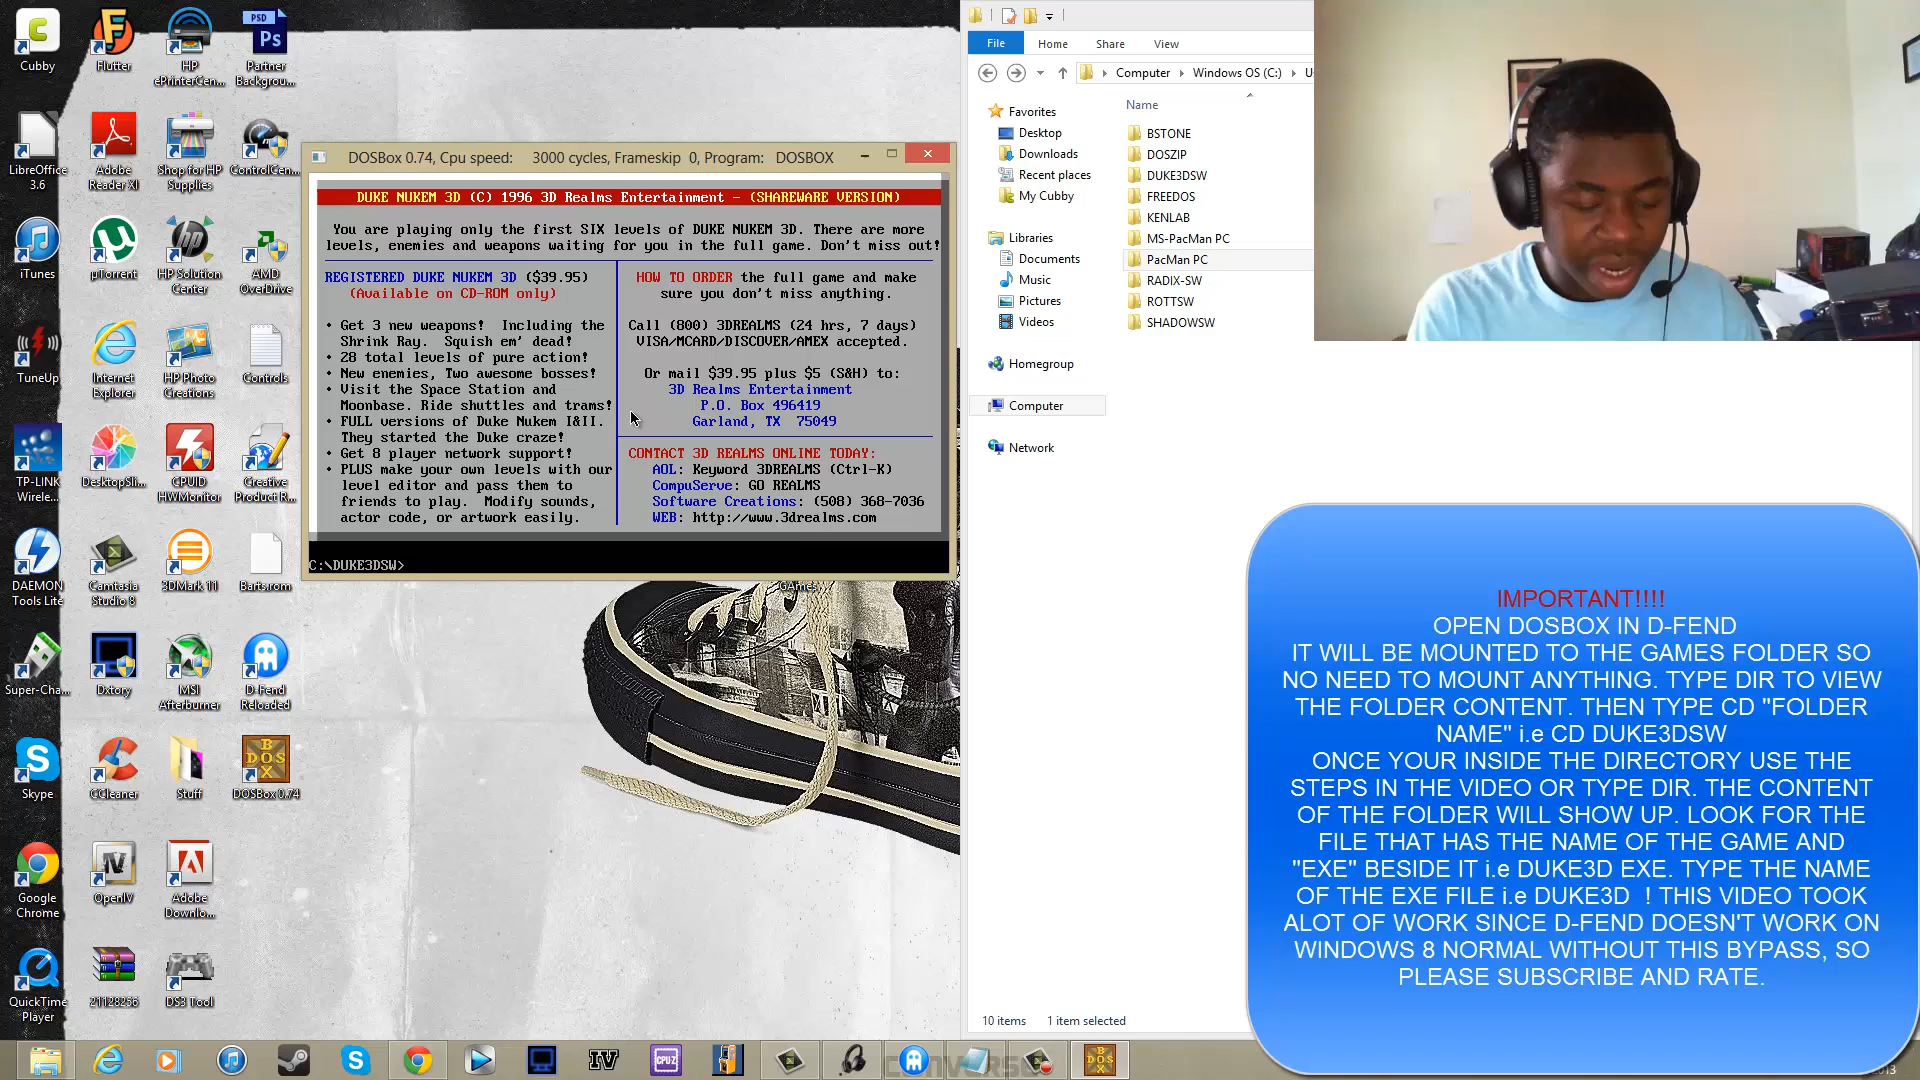 Cubby
Flutter
HP
ePrinterCen...
Partner
Backgrou...
LibreOffice
3.6
Adobe
Reader XI
Shop for HP
Supplies
ControlCen...
iTunes
µTorrent
HP Solution
Center
AMD
OverDrive
TuneUp
Internet
Explorer
HP Photo
Creations
Controls
TP-LINK
Wirele...
DesktopSli...
CPUID
HWMonitor
Creative
Product R...
DAEMON
Tools Lite
Camtasia
Studio 8
3DMark 11
Barts.rom
Super-Cha...
Dxtory
MSI
Afterburner
D-Fend
Reloaded
Skype
CCleaner
Stuff
DOSBox 0.74
Google
Chrome
OpenIV
Adobe
Downlo...
QuickTime
Player
21128256
DS3 Tool
DOSBox 0.74, Cpu speed: 3000 cycles, Frameskip 0, Program: DOSBOX
DUKE NUKEM 3D (C) 1996 3D Realms Entertainment - (SHAREWARE VERSION)
You are playing only the first SIX levels of DUKE NUKEM 3D. There are more
levels, enemies and weapons waiting for you in the full game. Don't miss out!
REGISTERED DUKE NUKEM 3D ($39.95)
(Available on CD-ROM only)
• Get 3 new weapons! Including the
Shrink Ray. Squish em' dead!
• 28 total levels of pure action!
• New enemies, Two awesome bosses!
• Visit the Space Station and
Moonbase. Ride shuttles and trams!
• FULL versions of Duke Nukem I&II.
They started the Duke craze!
• Get 8 player network support!
• PLUS make your own levels with our
level editor and pass them to
friends to play. Modify sounds,
actor code, or artwork easily.
HOW TO ORDER the full game and make
sure you don't miss anything.
Call (800) 3DREALMS (24 hrs, 7 days)
VISA/MCARD/DISCOVER/AMEX accepted.
Or mail $39.95 plus $5 (S&H) to:
3D Realms Entertainment
P.O. Box 496419
Garland, TX 75049
CONTACT 3D REALMS ONLINE TODAY:
AOL: Keyword 3DREALMS (Ctrl-K)
CompuServe: GO REALMS
Software Creations: (508) 368-7036
WEB: http://www.3drealms.com
C:\DUKE3DSW>
GAmes
File Home Share View
Computer Windows OS (C:) U
Favorites
Desktop
Downloads
Recent places
My Cubby
Libraries
Documents
Music
Pictures
Videos
Homegroup
Computer
Network
Name
BSTONE
DOSZIP
DUKE3DSW
FREEDOS
KENLAB
MS-PacMan PC
PacMan PC
RADIX-SW
ROTTSW
SHADOWSW
10 items 1 item selected
IMPORTANT!!!!
OPEN DOSBOX IN D-FEND
IT WILL BE MOUNTED TO THE GAMES FOLDER SO
NO NEED TO MOUNT ANYTHING. TYPE DIR TO VIEW
THE FOLDER CONTENT. THEN TYPE CD "FOLDER
NAME" i.e CD DUKE3DSW
ONCE YOUR INSIDE THE DIRECTORY USE THE
STEPS IN THE VIDEO OR TYPE DIR. THE CONTENT
OF THE FOLDER WILL SHOW UP. LOOK FOR THE
FILE THAT HAS THE NAME OF THE GAME AND
"EXE" BESIDE IT i.e DUKE3D EXE. TYPE THE NAME
OF THE EXE FILE i.e DUKE3D ! THIS VIDEO TOOK
ALOT OF WORK SINCE D-FEND DOESN'T WORK ON
WINDOWS 8 NORMAL WITHOUT THIS BYPASS, SO
PLEASE SUBSCRIBE AND RATE.